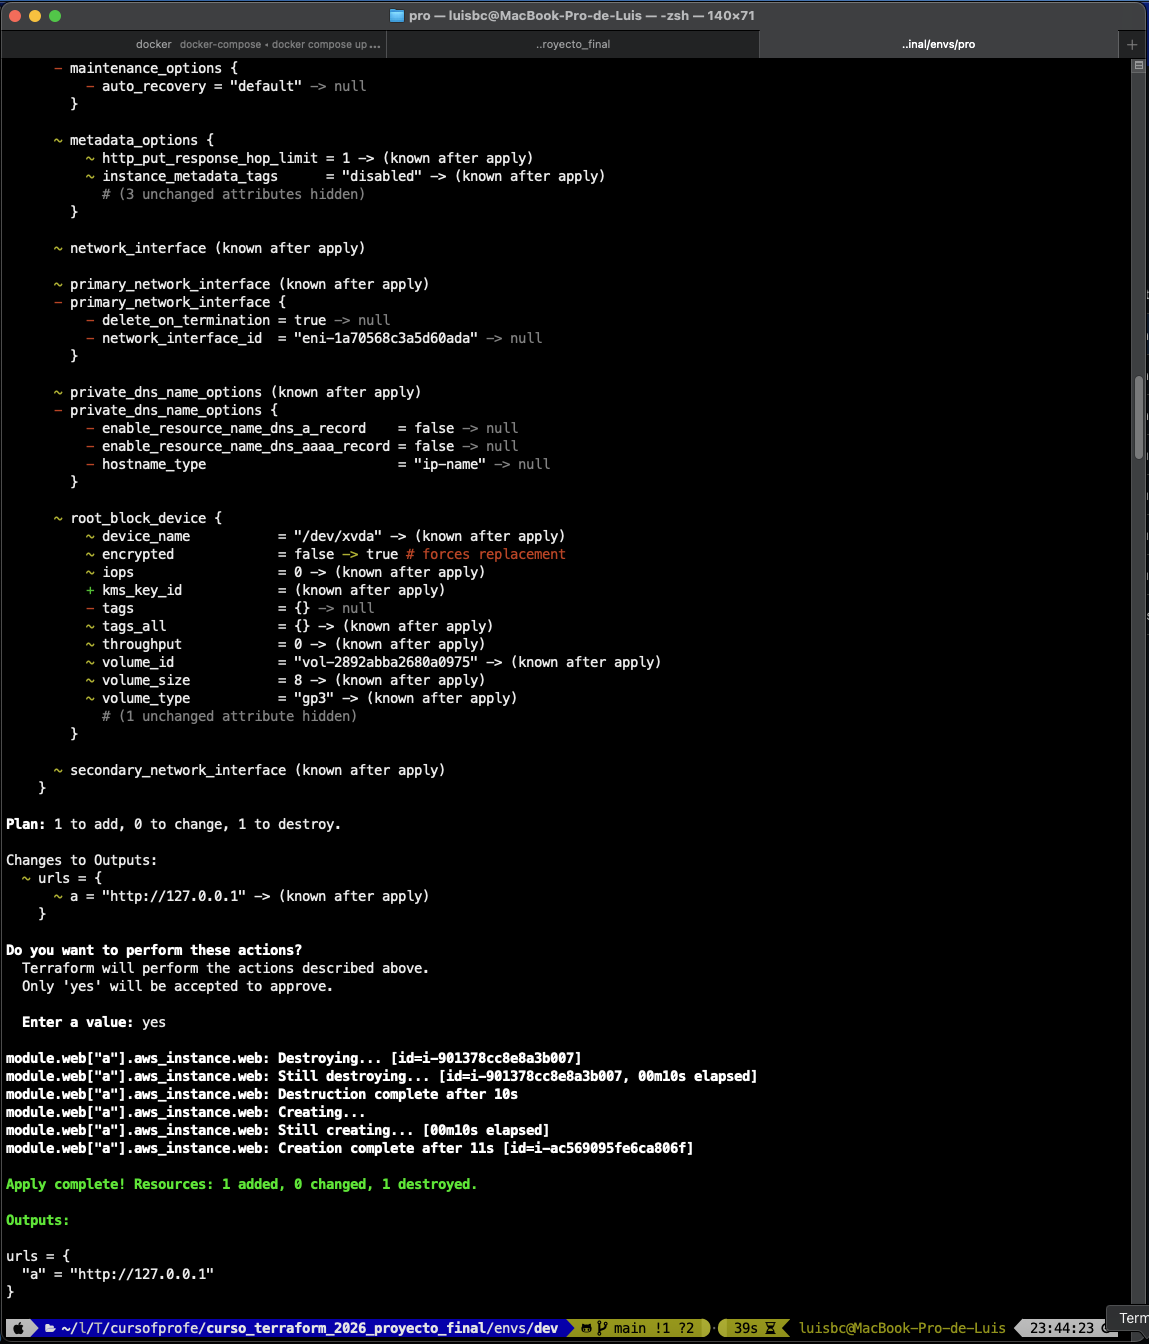 pro — luisbc@MacBook-Pro-de-Luis — -zsh — 140×71
docker docker-compose • docker compose up ...
..royecto_final
..inal/envs/pro
- maintenance_options {
- auto_recovery = "default" -> null
}
~ metadata_options {
~ http_put_response_hop_limit = 1 -> (known after apply)
~ instance_metadata_tags = "disabled" -> (known after apply)
# (3 unchanged attributes hidden)
}
~ network_interface (known after apply)
~ primary_network_interface (known after apply)
- primary_network_interface {
- delete_on_termination = true -> null
- network_interface_id = "eni-1a70568c3a5d60ada" -> null
}
~ private_dns_name_options (known after apply)
- private_dns_name_options {
- enable_resource_name_dns_a_record = false -> null
- enable_resource_name_dns_aaaa_record = false -> null
- hostname_type = "ip-name" -> null
}
~ root_block_device {
~ device_name = "/dev/xvda" -> (known after apply)
~ encrypted = false -> true # forces replacement
~ iops = 0 -> (known after apply)
+ kms_key_id = (known after apply)
- tags = {} -> null
~ tags_all = {} -> (known after apply)
~ throughput = 0 -> (known after apply)
~ volume_id = "vol-2892abba2680a0975" -> (known after apply)
~ volume_size = 8 -> (known after apply)
~ volume_type = "gp3" -> (known after apply)
# (1 unchanged attribute hidden)
}
~ secondary_network_interface (known after apply)
}
Plan: 1 to add, 0 to change, 1 to destroy.
Changes to Outputs:
~ urls = {
~ a = "http://127.0.0.1" -> (known after apply)
}
Do you want to perform these actions?
Terraform will perform the actions described above.
Only 'yes' will be accepted to approve.
Enter a value: yes
module.web["a"].aws_instance.web: Destroying... [id=i-901378cc8e8a3b007]
module.web["a"].aws_instance.web: Still destroying... [id=i-901378cc8e8a3b007, 00m10s elapsed]
module.web["a"].aws_instance.web: Destruction complete after 10s
module.web["a"].aws_instance.web: Creating...
module.web["a"].aws_instance.web: Still creating... [00m10s elapsed]
module.web["a"].aws_instance.web: Creation complete after 11s [id=i-ac569095fe6ca806f]
Apply complete! Resources: 1 added, 0 changed, 1 destroyed.
Outputs:
urls = {
"a" = "http://127.0.0.1"
}
~/l/T/cursofprofe/curso_terraform_2026_proyecto_final/envs/dev main !1 ?2 39s luisbc@MacBook-Pro-de-Luis 23:44:23
Term